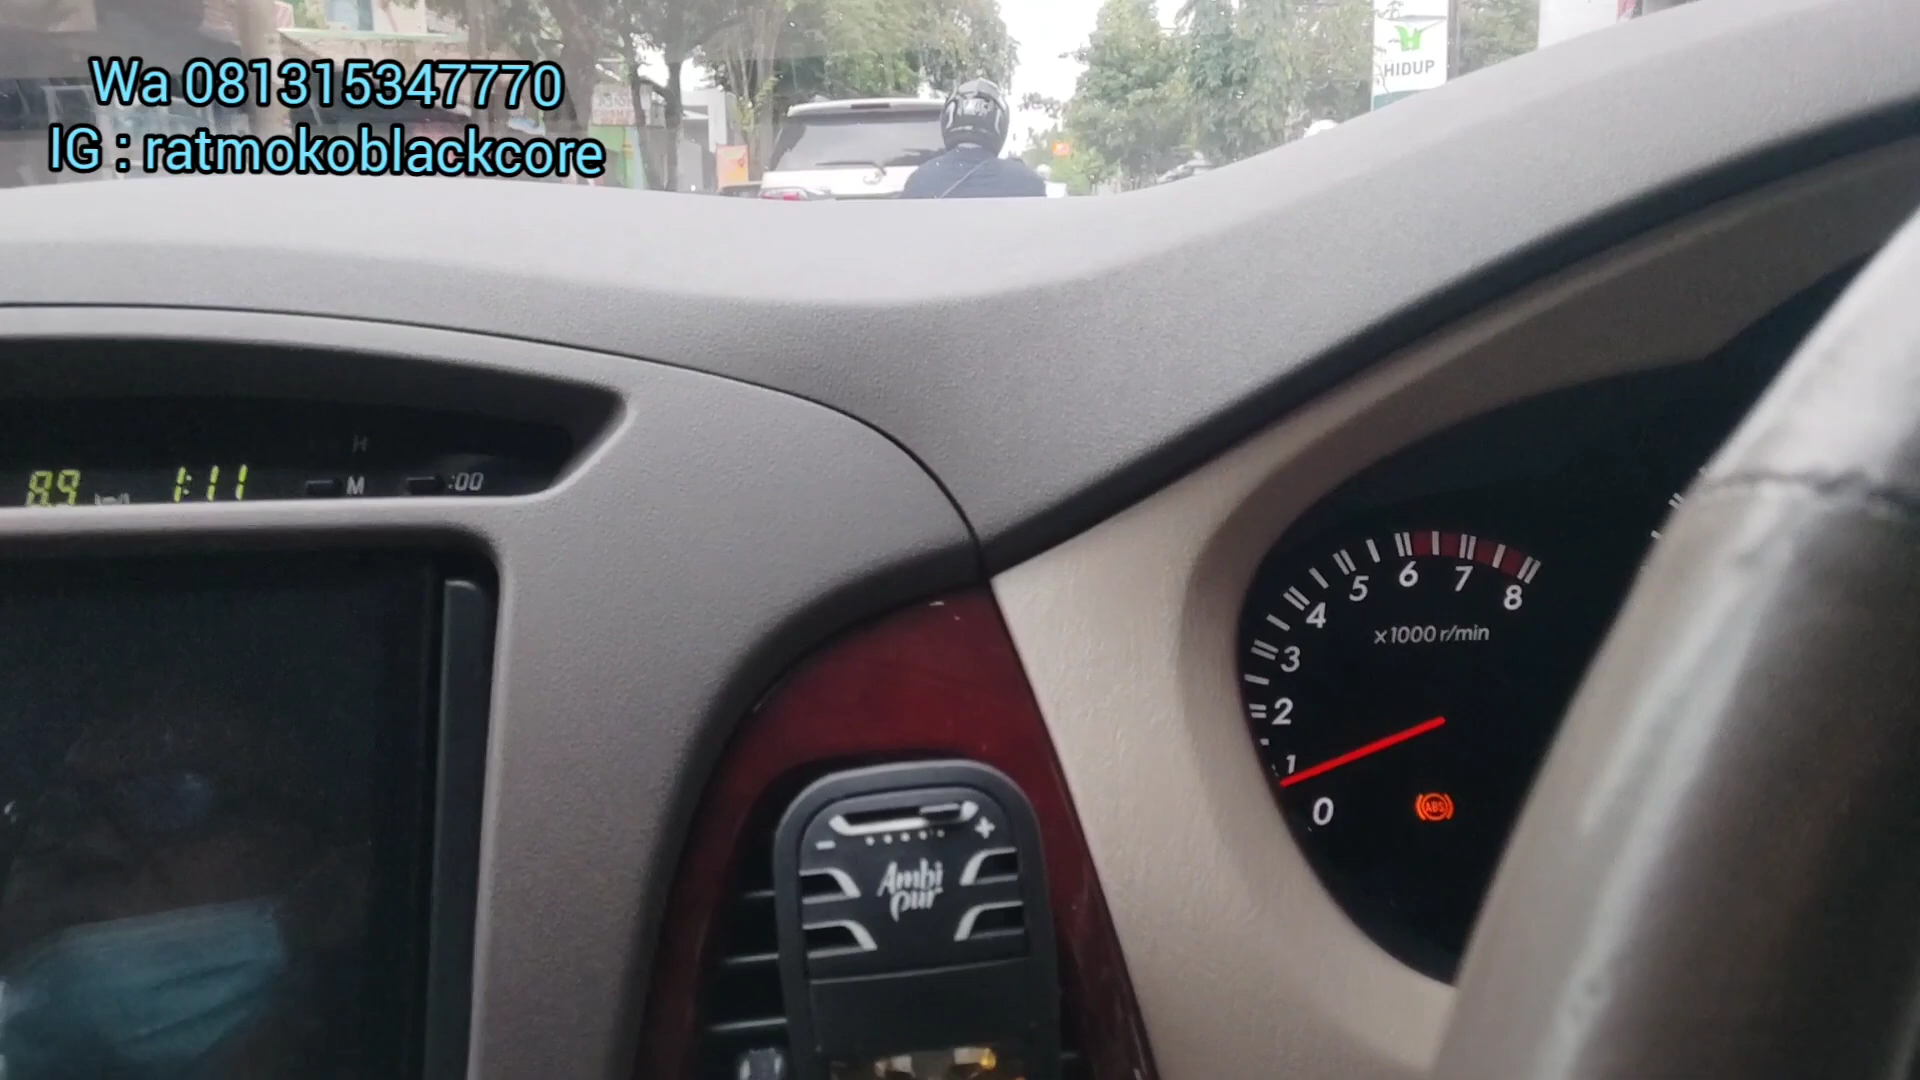 Wa 081315347770
IG : ratmokoblackcore
HIDUP
89 1:11
H
M :00
4 5 6 7 8
x1000 r/min
3
2
1
0
ABS
- +
Ambi
pur